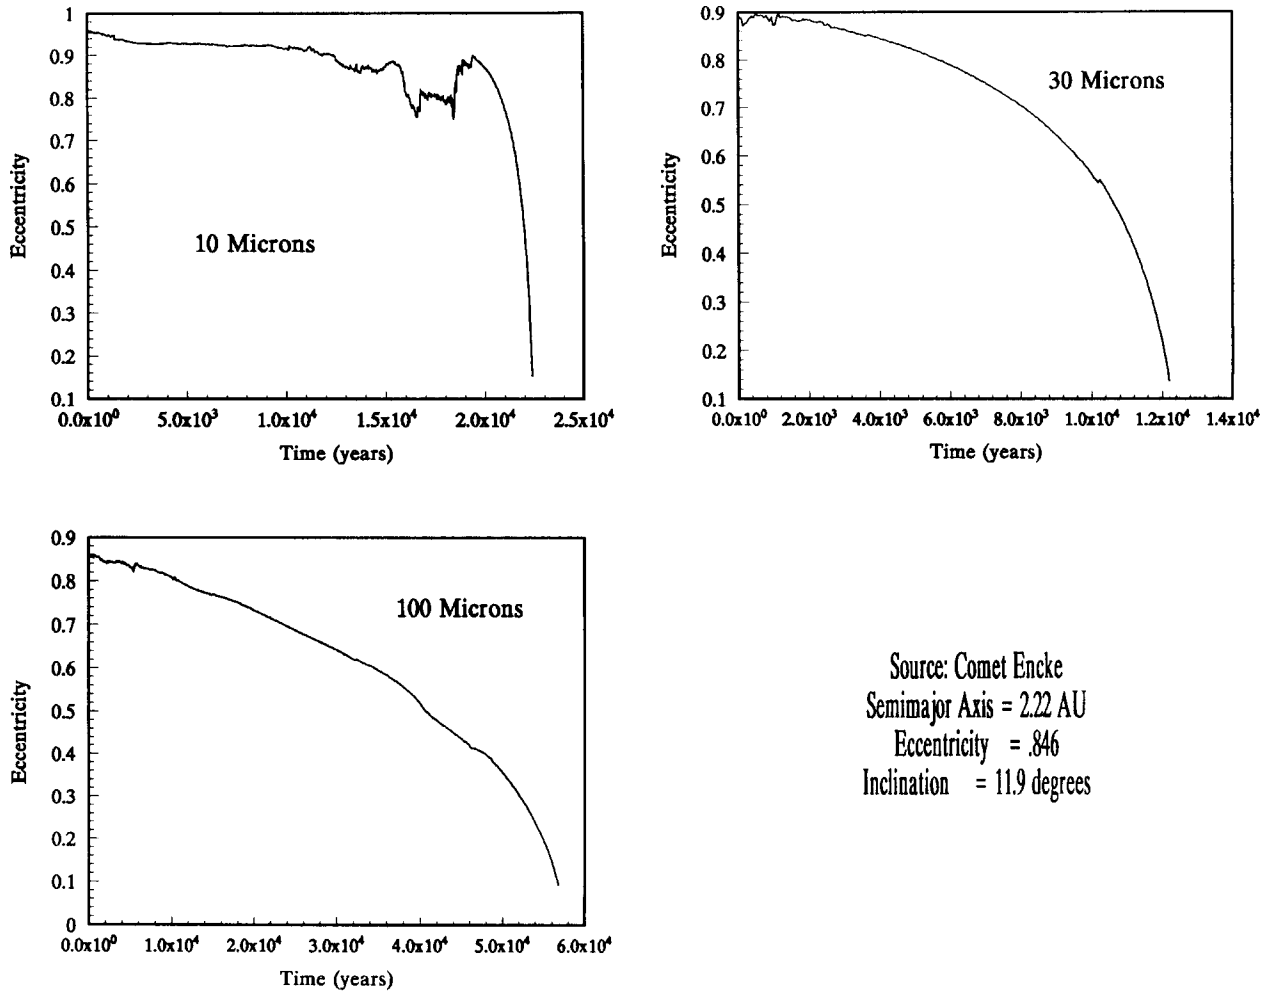 1
0.9
0.8
0.7
0.6
0.5
0.4
0.3
0.2
0.1
Eccentricity
10 Microns
0.0x10⁰ 5.0x10³ 1.0x10⁴ 1.5x10⁴ 2.0x10⁴ 2.5x10⁴
Time (years)
0.9
0.8
0.7
0.6
0.5
0.4
0.3
0.2
0.1
Eccentricity
30 Microns
0.0x10⁰ 2.0x10³ 4.0x10³ 6.0x10³ 8.0x10³ 1.0x10⁴ 1.2x10⁴ 1.4x10⁴
Time (years)
0.9
0.8
0.7
0.6
0.5
0.4
0.3
0.2
0.1
0
Eccentricity
100 Microns
0.0x10⁰ 1.0x10⁴ 2.0x10⁴ 3.0x10⁴ 4.0x10⁴ 5.0x10⁴ 6.0x10⁴
Time (years)
Source: Comet Encke
Semimajor Axis = 2.22 AU
Eccentricity = .846
Inclination = 11.9 degrees